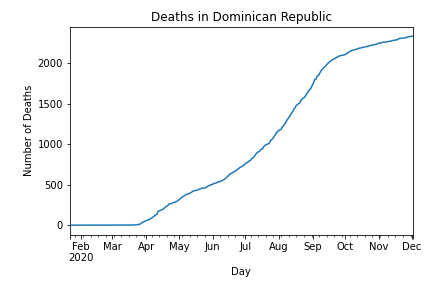 Deaths in Dominican Republic
Number of Deaths
2000
1500
1000
500
0
Feb Mar Apr May Jun Jul Aug Sep Oct Nov Dec
2020
Day